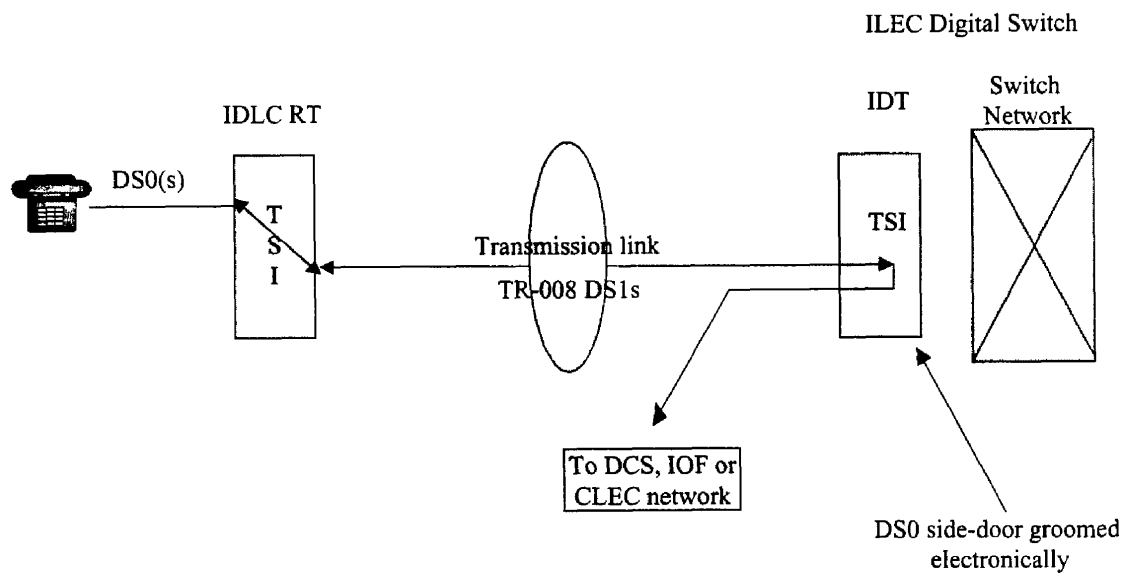 ILEC Digital Switch
IDLC RT
IDT
Switch
Network
DS0(s)
T
S
I
TSI
Transmission link
TR-008 DS1s
To DCS, IOF or
CLEC network
DS0 side-door groomed
electronically